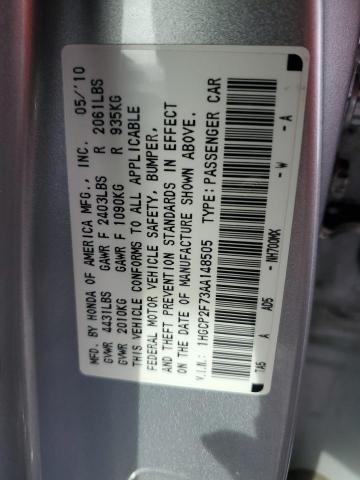 MFD. BY HONDA OF AMERICA MFG., INC. 05/'10
GVWR 4431LBS GAWR F 2403LBS R 2061LBS
GVWR 2010KG GAWR F 1090KG R 935KG
THIS VEHICLE CONFORMS TO ALL APPLICABLE
FEDERAL MOTOR VEHICLE SAFETY, BUMPER,
AND THEFT PREVENTION STANDARDS IN EFFECT
ON THE DATE OF MANUFACTURE SHOWN ABOVE.
V.I.N.: 1HGCP2F73AA148505 TYPE: PASSENGER CAR
TA5 A AD5 - NH700MX - W - A